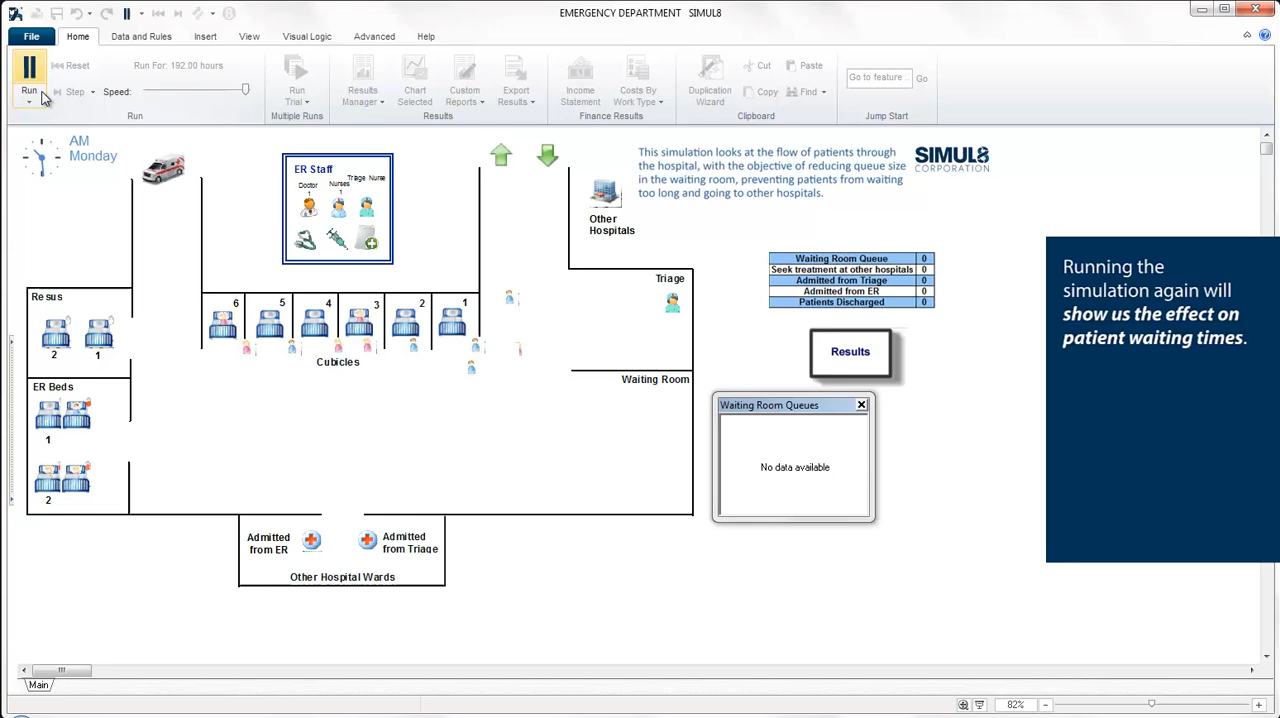 EMERGENCY DEPARTMENT SIMUL8
File Home Data and Rules Insert View Visual Logic Advanced Help
Reset Run For: 192.00 hours
Run Step Speed:
Run
Run Trial
Multiple Runs
Results Manager Chart Selected Custom Reports Export Results
Results
Income Statement Costs By Work Type
Finance Results
Duplication Wizard Cut Copy Paste Find
Clipboard
Go to feature... Go
Jump Start
AM
Monday
ER Staff
Doctor Nurses Triage Nurse
1 1
This simulation looks at the flow of patients through
the hospital, with the objective of reducing queue size
in the waiting room, preventing patients from waiting
too long and going to other hospitals.
SIMUL8
CORPORATION
Other
Hospitals
Waiting Room Queue 0
Seek treatment at other hospitals 0
Admitted from Triage 0
Admitted from ER 0
Patients Discharged 0
Running the
simulation again will
show us the effect on
patient waiting times.
Triage
Resus
2 1
6 5 4 3 2 1
Cubicles
Results
Waiting Room
ER Beds
1
2
Waiting Room Queues
No data available
Admitted
from ER
Admitted
from Triage
Other Hospital Wards
Main
82%